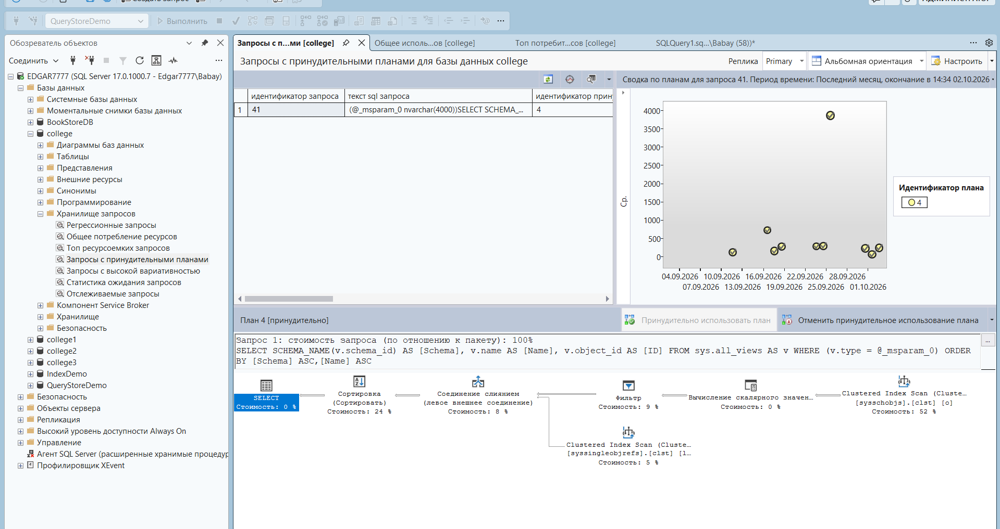 QueryStoreDemo
Выполнить
Обозреватель объектов
Соединить
EDGAR7777 (SQL Server 17.0.1000.7 - Edgar7777\Babay)
Базы данных
Системные базы данных
Моментальные снимки базы данных
BookStoreDB
college
Диаграммы баз данных
Таблицы
Представления
Внешние ресурсы
Синонимы
Программирование
Хранилище запросов
Регрессионные запросы
Общее потребление ресурсов
Топ ресурсоемких запросов
Запросы с принудительными планами
Запросы с высокой вариативностью
Статистика ожидания запросов
Отслеживаемые запросы
Компонент Service Broker
Хранилище
Безопасность
college1
college2
college3
IndexDemo
QueryStoreDemo
Безопасность
Объекты сервера
Репликация
Высокий уровень доступности Always On
Управление
Агент SQL Server (расширенные хранимые процедур
Профилировщик XEvent
Запросы с п...ми [college]
Общее исполь...ов [college]
Топ потребит...сов [college]
SQLQuery1.sq...\Babay (58))*
Запросы с принудительными планами для базы данных college
Реплика
Primary
Альбомная ориентация
Настроить
идентификатор запроса
текст sql запроса
идентификатор прин
1
41
(@_msparam_0 nvarchar(4000))SELECT SCHEMA_...
4
Сводка по планам для запроса 41. Период времени: Последний месяц, окончание в 14:34 02.10.2026
Ср.
4000
3500
3000
2500
2000
1500
1000
500
0
04.09.2026 10.09.2026 16.09.2026 22.09.2026 28.09.2026
07.09.2026 13.09.2026 19.09.2026 25.09.2026 01.10.2026
Идентификатор плана
4
План 4 [принудительно]
Принудительно использовать план
Отменить принудительное использование плана
Запрос 1: стоимость запроса (по отношению к пакету): 100%
SELECT SCHEMA_NAME(v.schema_id) AS [Schema], v.name AS [Name], v.object_id AS [ID] FROM sys.all_views AS v WHERE (v.type = @_msparam_0) ORDER
BY [Schema] ASC,[Name] ASC
...
SELECT
Стоимость: 0 %
Сортировка
(Сортировать)
Стоимость: 24 %
Соединение слиянием
(левое внешнее соединение)
Стоимость: 8 %
Фильтр
Стоимость: 9 %
Вычисление скалярного значен...
Стоимость: 0 %
Clustered Index Scan (Cluste...
[sysschobjs].[clst] [o]
Стоимость: 52 %
Clustered Index Scan (Cluste...
[syssingleobjrefs].[clst] [l...
Стоимость: 5 %